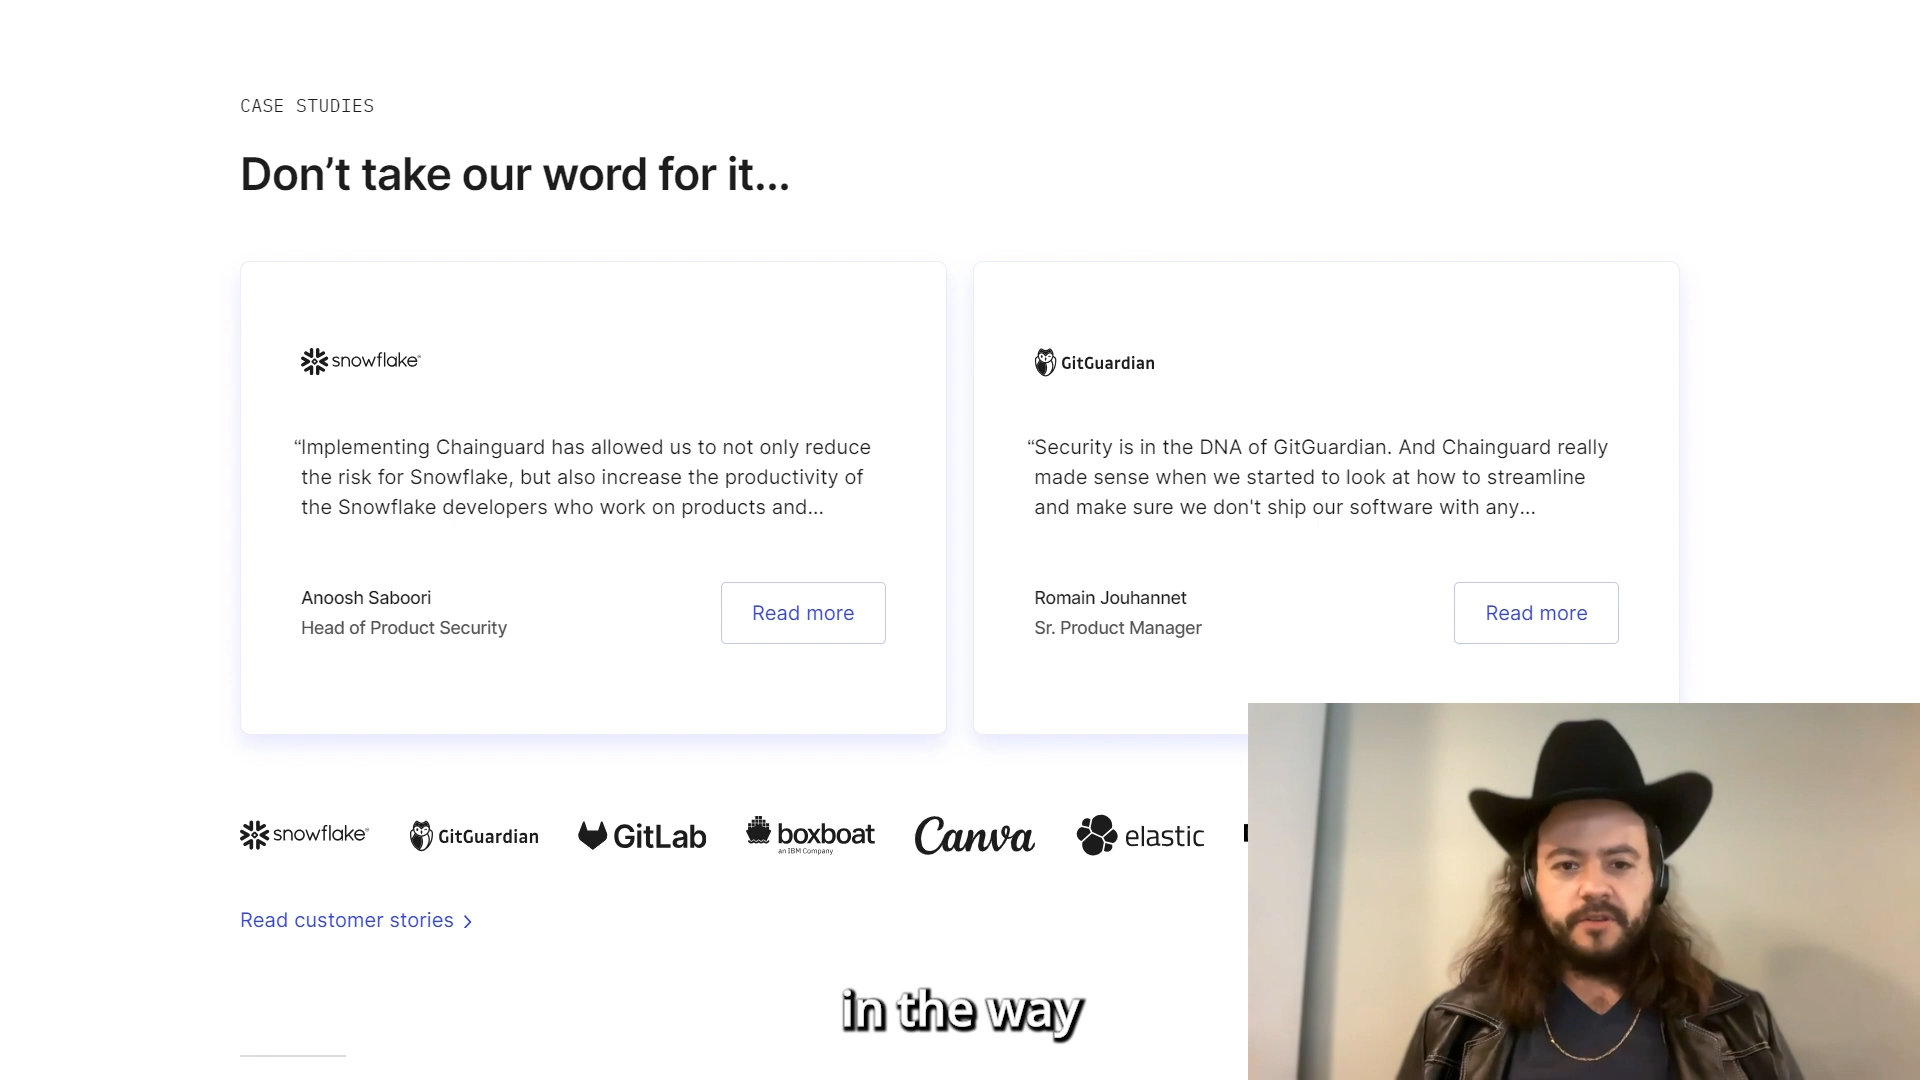 CASE STUDIES
Don’t take our word for it...
snowflake®
GitGuardian
“Implementing Chainguard has allowed us to not only reduce
the risk for Snowflake, but also increase the productivity of
the Snowflake developers who work on products and...
“Security is in the DNA of GitGuardian. And Chainguard really
made sense when we started to look at how to streamline
and make sure we don't ship our software with any...
Anoosh Saboori
Head of Product Security
Read more
Romain Jouhannet
Sr. Product Manager
Read more
snowflake®
GitGuardian
GitLab
boxboat
an IBM Company
Canva
elastic
Read customer stories
in the way